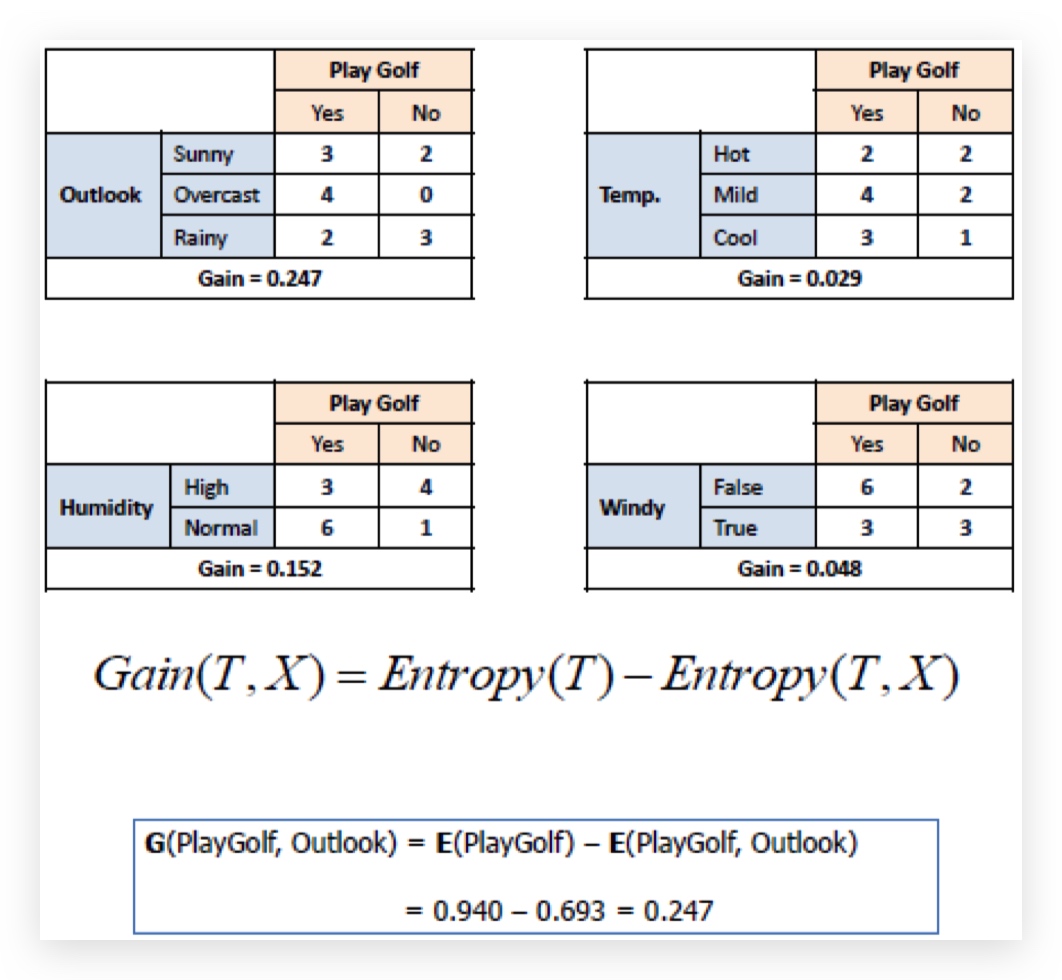 Play Golf
Yes No
Outlook Sunny 3 2
Overcast 4 0
Rainy 2 3
Gain = 0.247
Play Golf
Yes No
Temp. Hot 2 2
Mild 4 2
Cool 3 1
Gain = 0.029
Play Golf
Yes No
Humidity High 3 4
Normal 6 1
Gain = 0.152
Play Golf
Yes No
Windy False 6 2
True 3 3
Gain = 0.048
Gain(T, X) = Entropy(T) – Entropy(T, X)
G(PlayGolf, Outlook) = E(PlayGolf) – E(PlayGolf, Outlook)
= 0.940 – 0.693 = 0.247